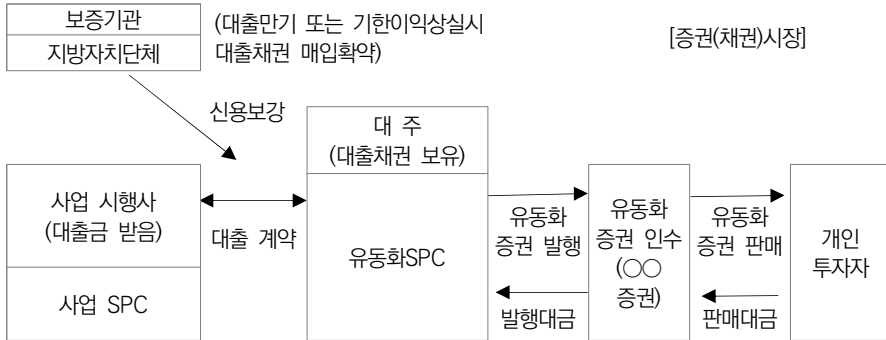 보증기관
지방자치단체
(대출만기 또는 기한이익상실시
대출채권 매입확약)
[증권(채권)시장]
신용보강
대 주
(대출채권 보유)
사업 시행사
(대출금 받음)
대출 계약
사업 SPC
유동화SPC
유동화
증권 발행
발행대금
유동화
증권 인수
(○○
증권)
유동화
증권 판매
판매대금
개인
투자자